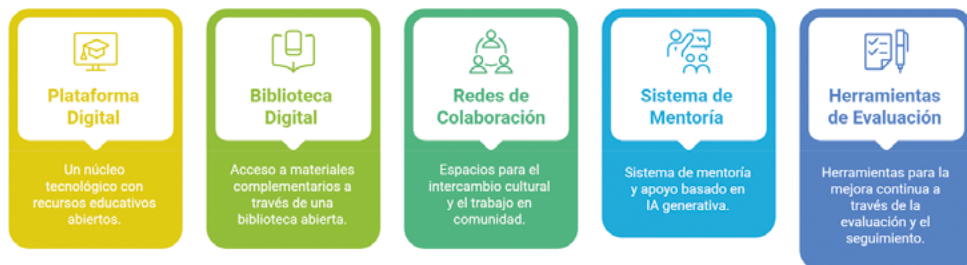 Plataforma
Digital
Un núcleo
tecnológico con
recursos educativos
abiertos.
Biblioteca
Digital
Acceso a materiales
complementarios a
través de una
biblioteca abierta.
Redes de
Colaboración
Espacios para el
intercambio cultural
y el trabajo en
comunidad.
Sistema de
Mentoría
Sistema de mentoría
y apoyo basado en
IA generativa.
Herramientas
de Evaluación
Herramientas para la
mejora continua a
través de la
evaluación y el
seguimiento.